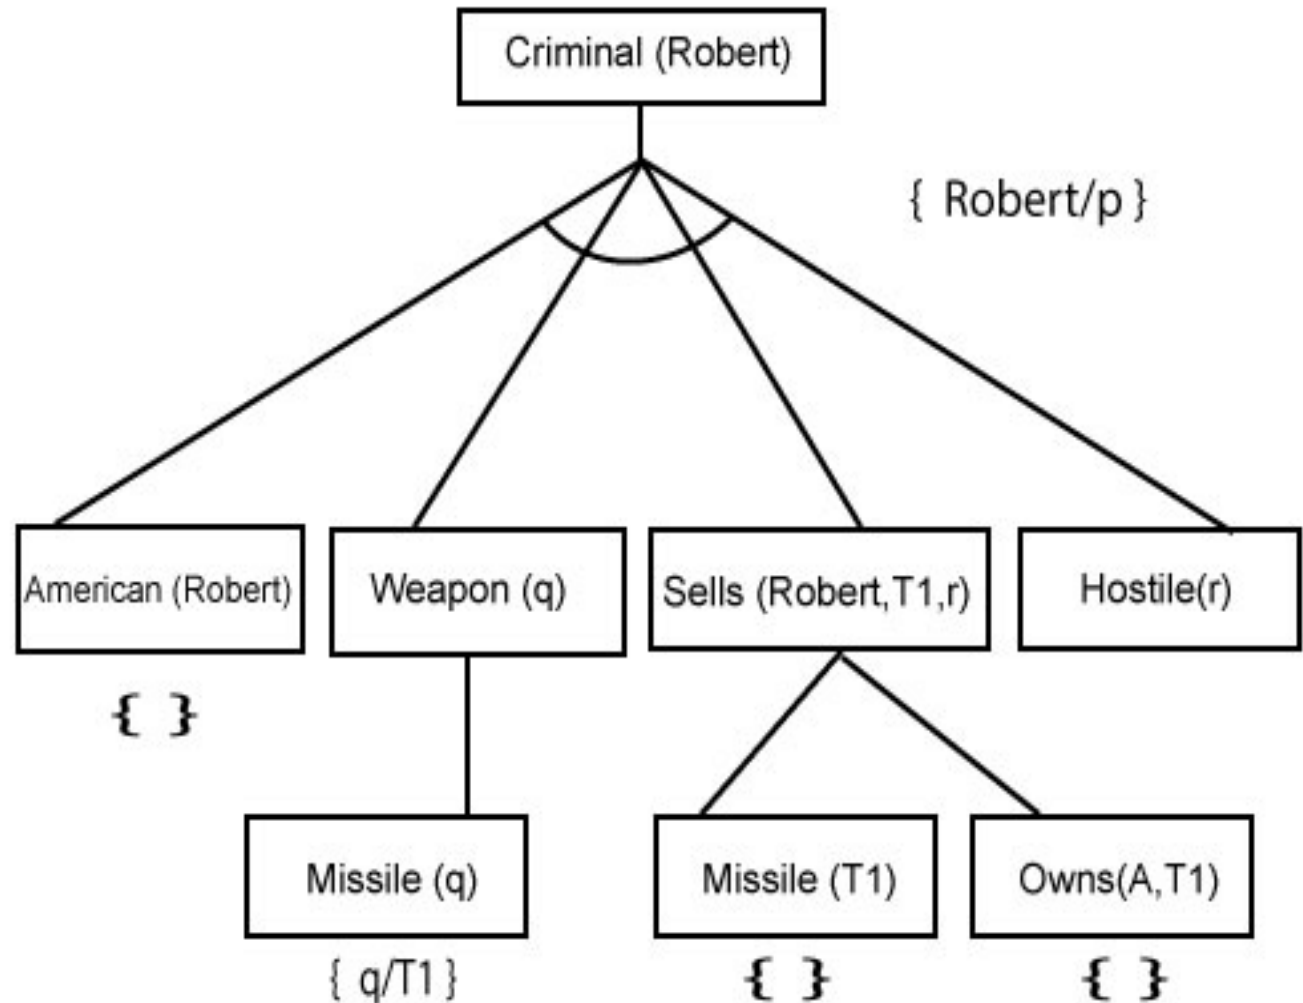 Criminal (Robert)
{ Robert/p }
American (Robert)
Weapon (q)
Sells (Robert,T1,r)
Hostile(r)
{ }
Missile (q)
Missile (T1)
Owns(A,T1)
{ q/T1 }
{ }
{ }